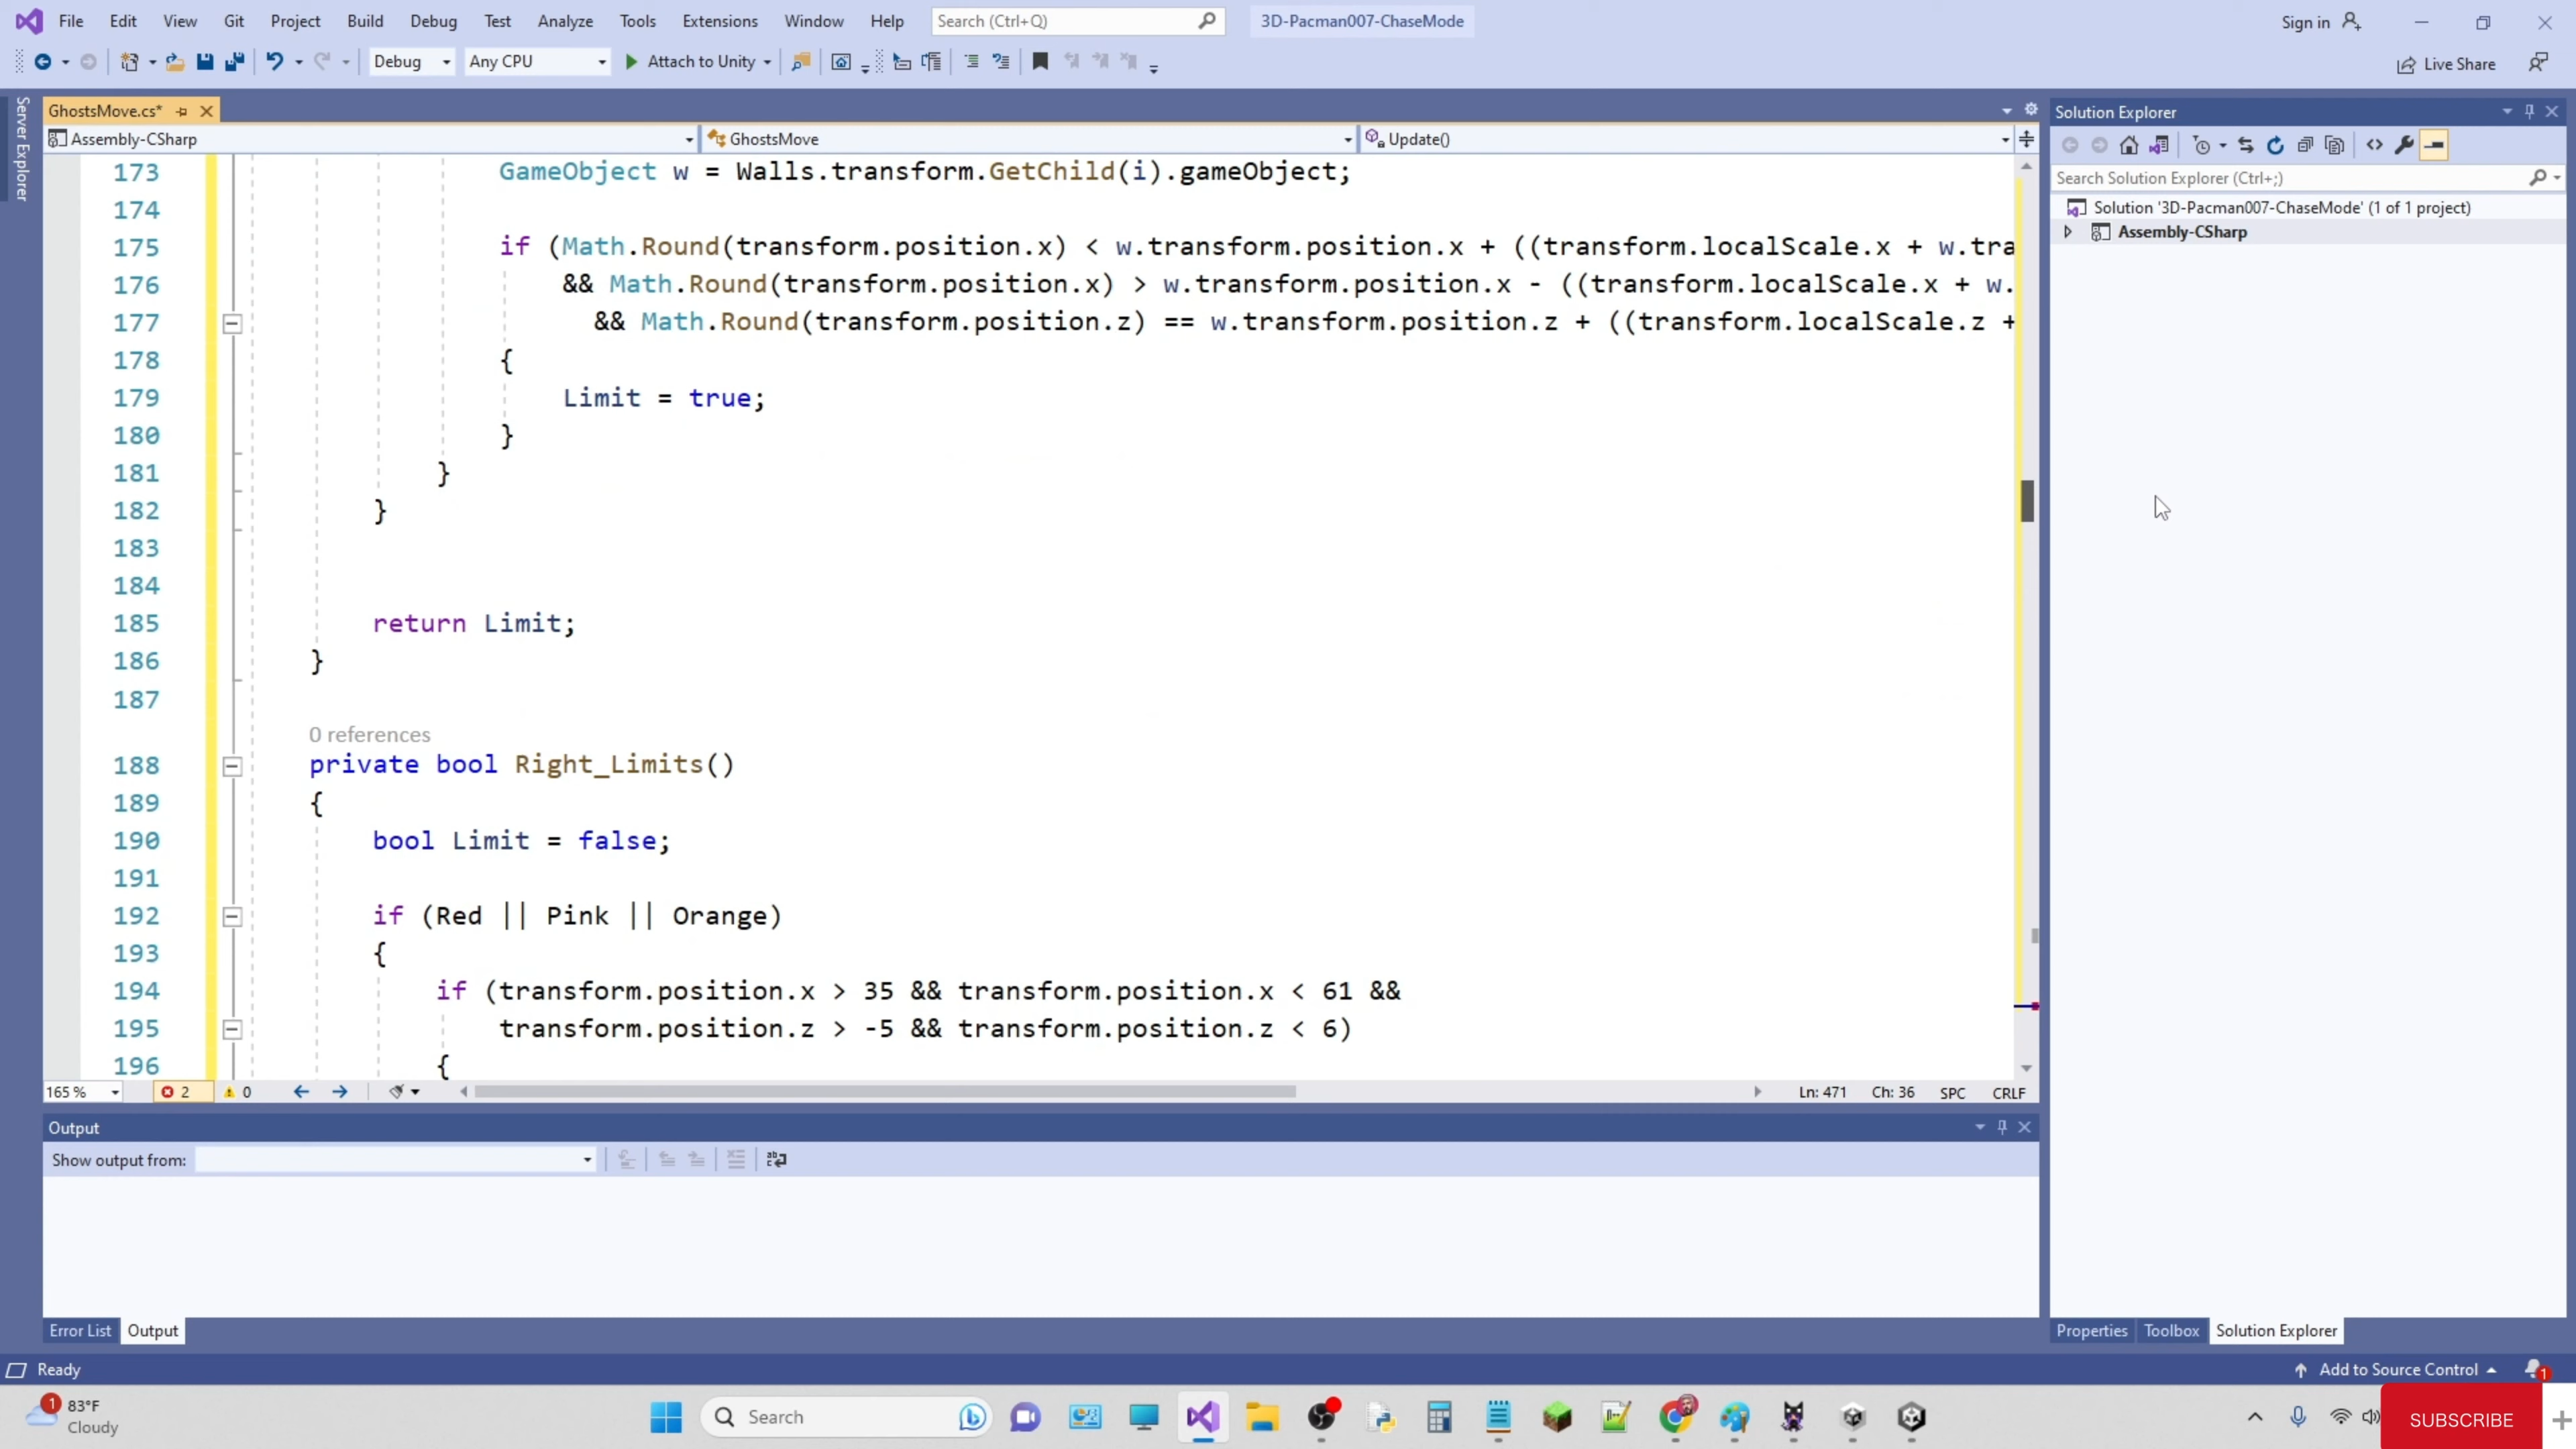 File Edit View Git Project Build Debug Test Analyze Tools Extensions Window Help Search (Ctrl+Q) 3D-Pacman007-ChaseMode Sign in
Debug Any CPU Attach to Unity Live Share
Server Explorer
GhostsMove.cs*
Assembly-CSharp GhostsMove Update()
173 GameObject w = Walls.transform.GetChild(i).gameObject;
174
175 if (Math.Round(transform.position.x) < w.transform.position.x + ((transform.localScale.x + w.tra
176 && Math.Round(transform.position.x) > w.transform.position.x - ((transform.localScale.x + w.
177 && Math.Round(transform.position.z) == w.transform.position.z + ((transform.localScale.z +
178 {
179 Limit = true;
180 }
181 }
182 }
183
184
185 return Limit;
186 }
187
0 references
188 private bool Right_Limits()
189 {
190 bool Limit = false;
191
192 if (Red || Pink || Orange)
193 {
194 if (transform.position.x > 35 && transform.position.x < 61 &&
195 transform.position.z > -5 && transform.position.z < 6)
196 {
165 % 2 0 Ln: 471 Ch: 36 SPC CRLF
Output
Show output from:
Error List Output
Solution Explorer
Search Solution Explorer (Ctrl+;)
Solution '3D-Pacman007-ChaseMode' (1 of 1 project)
Assembly-CSharp
Properties Toolbox Solution Explorer
Ready Add to Source Control 1
1 83°F
Cloudy
Search
SUBSCRIBE